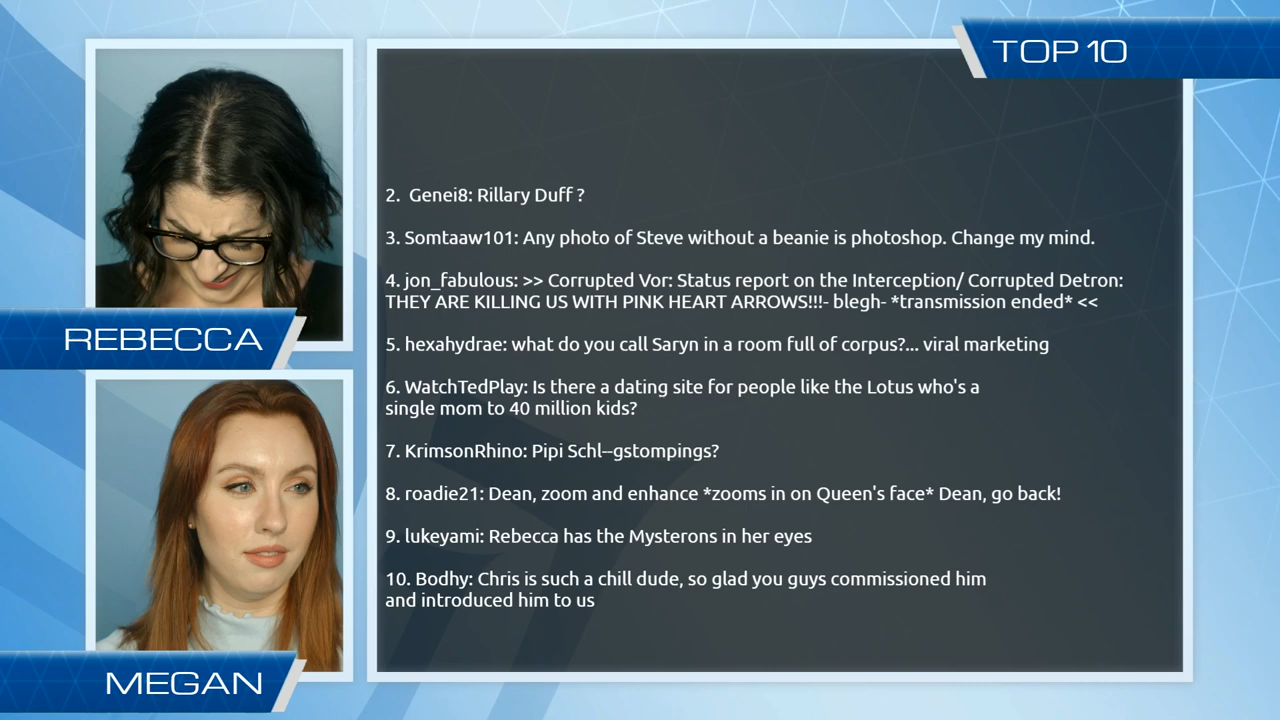 TOP 10
REBECCA
MEGAN
2.  Genei8: Rillary Duff ?
3. Somtaaw101: Any photo of Steve without a beanie is photoshop. Change my mind.
4. jon_fabulous: >> Corrupted Vor: Status report on the Interception/ Corrupted Detron:
THEY ARE KILLING US WITH PINK HEART ARROWS!!!- blegh- *transmission ended* <<
5. hexahydrae: what do you call Saryn in a room full of corpus?... viral marketing
6. WatchTedPlay: Is there a dating site for people like the Lotus who's a
single mom to 40 million kids?
7. KrimsonRhino: Pipi Schl--gstompings?
8. roadie21: Dean, zoom and enhance *zooms in on Queen's face* Dean, go back!
9. lukeyami: Rebecca has the Mysterons in her eyes
10. Bodhy: Chris is such a chill dude, so glad you guys commissioned him
and introduced him to us